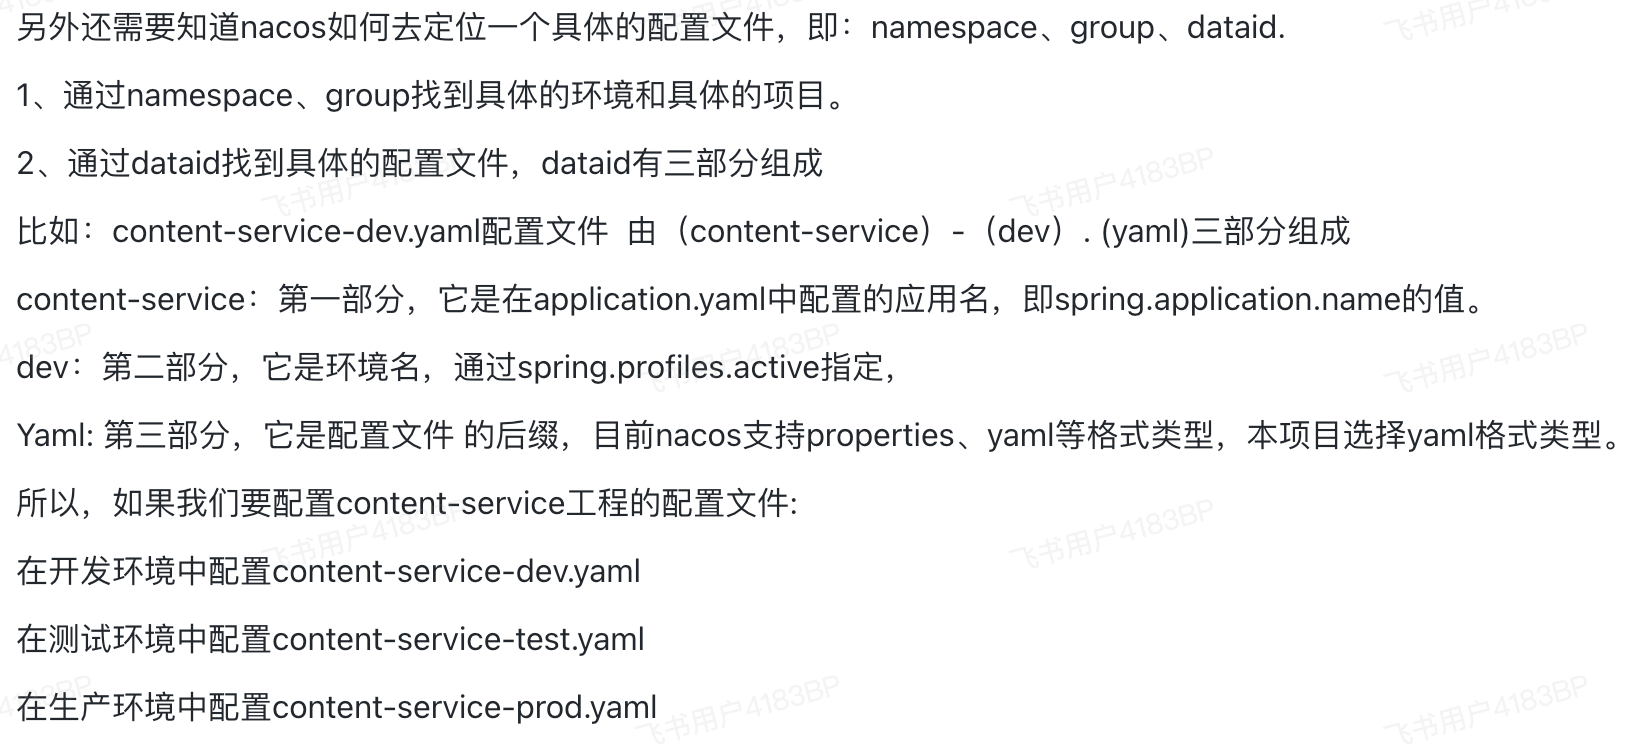 另外还需要知道nacos如何去定位一个具体的配置文件，即：namespace、group、dataid.
1、通过namespace、group找到具体的环境和具体的项目。
2、通过dataid找到具体的配置文件，dataid有三部分组成
比如：content-service-dev.yaml配置文件 由（content-service）-（dev）. (yaml)三部分组成
content-service：第一部分，它是在application.yaml中配置的应用名，即spring.application.name的值。
dev：第二部分，它是环境名，通过spring.profiles.active指定，
Yaml: 第三部分，它是配置文件 的后缀，目前nacos支持properties、yaml等格式类型，本项目选择yaml格式类型。
所以，如果我们要配置content-service工程的配置文件:
在开发环境中配置content-service-dev.yaml
在测试环境中配置content-service-test.yaml
在生产环境中配置content-service-prod.yaml
飞书用户4183BP